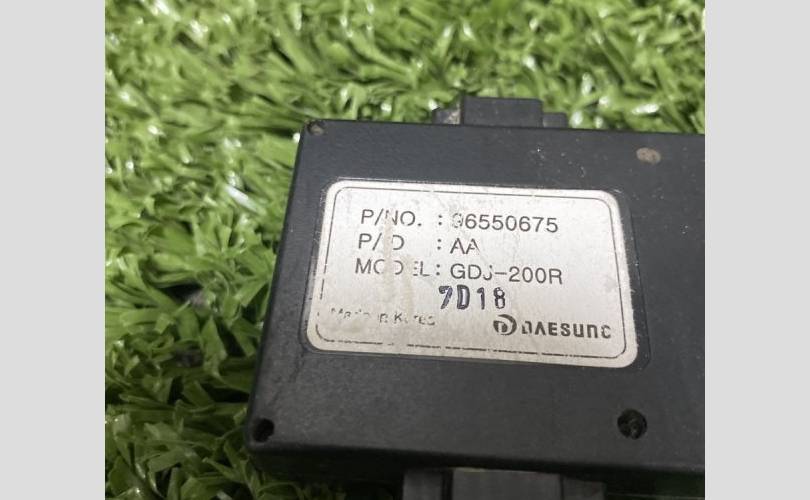 P/NO. : 96550675
P/D : AA
MODEL: GDJ-200R
7D18
Made in Korea
DAESUNG